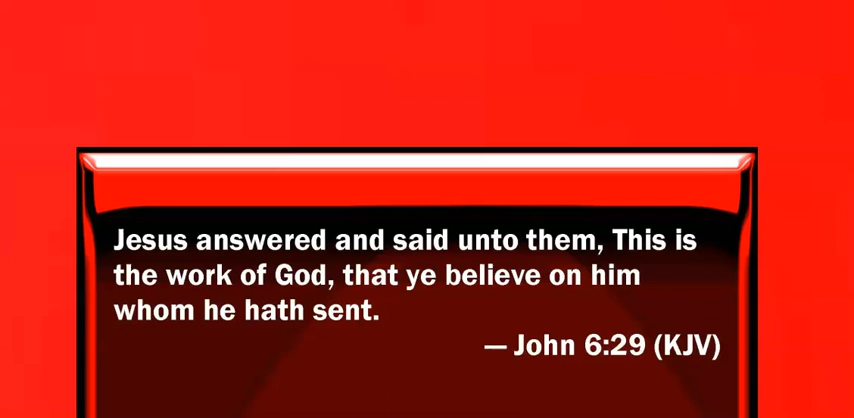 Jesus answered and said unto them, This is
the work of God, that ye believe on him
whom he hath sent.
— John 6:29 (KJV)